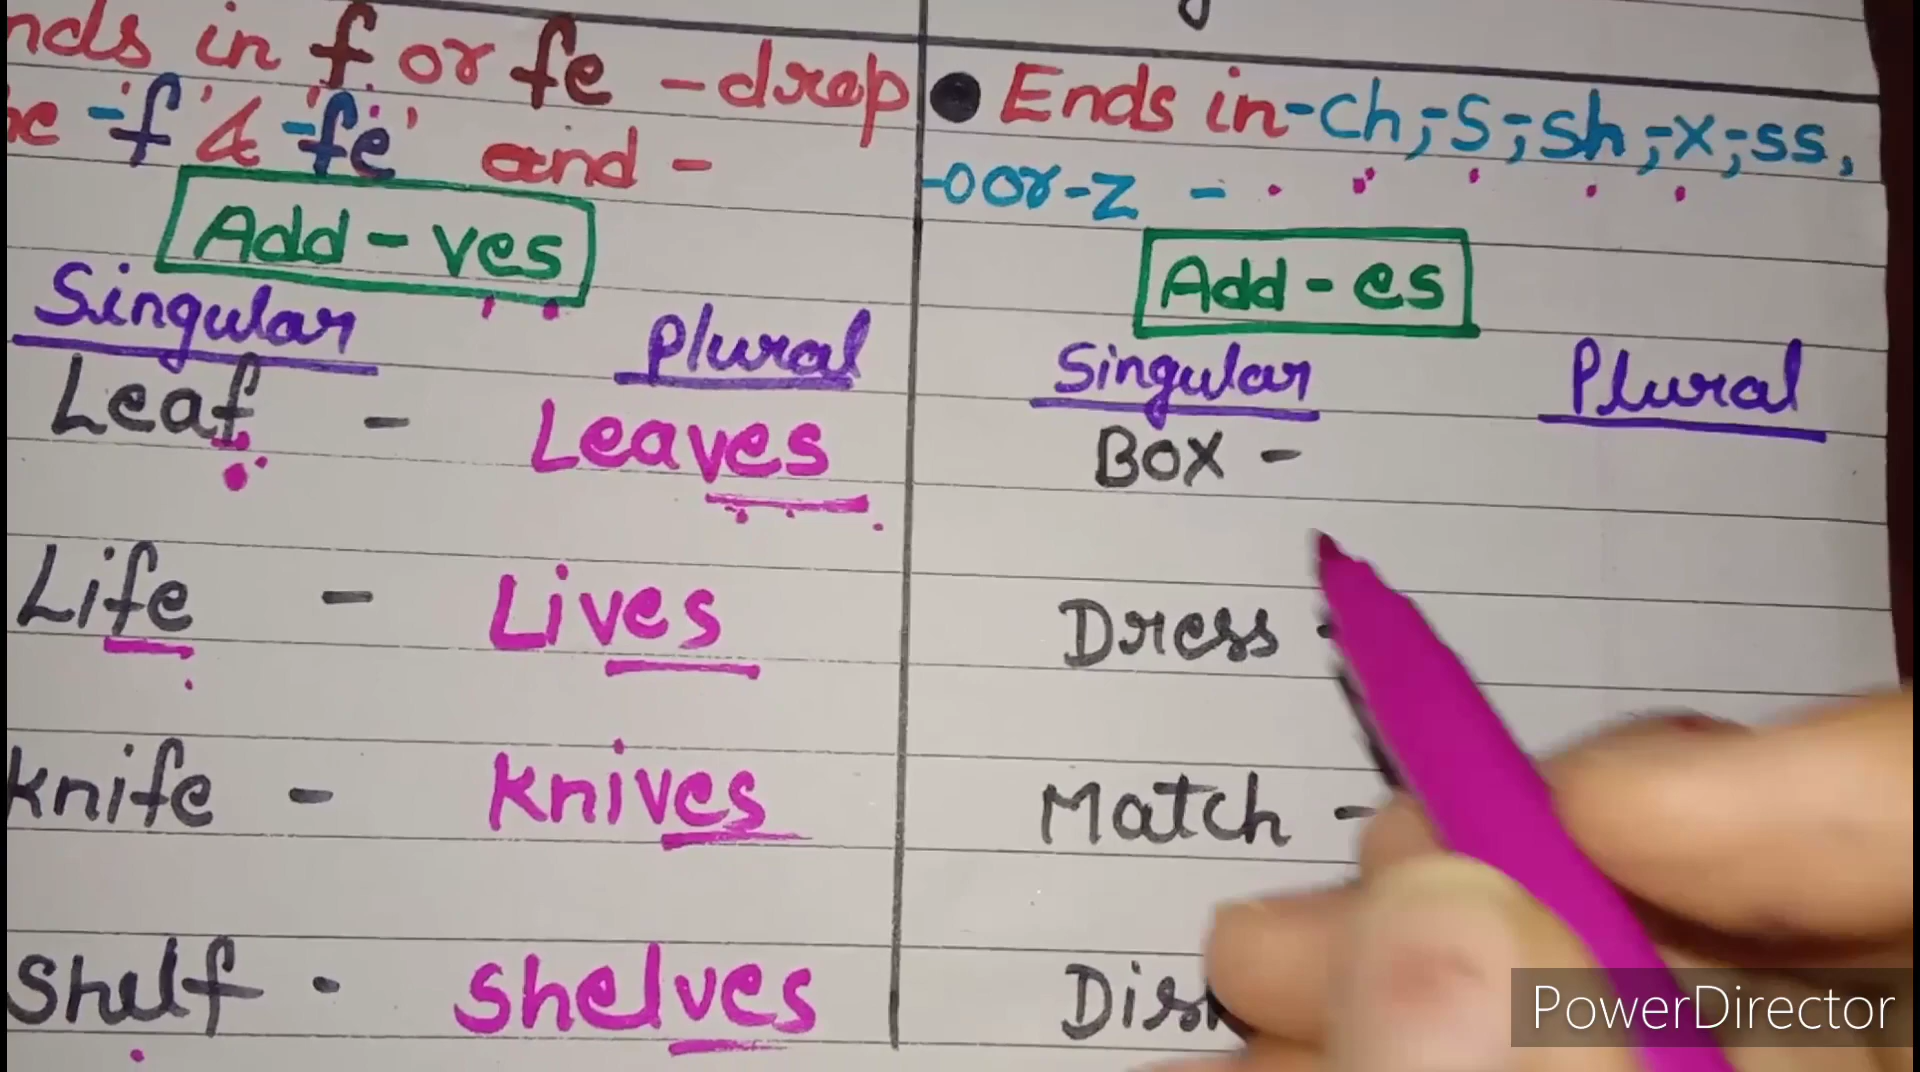 nds in f or fe - drop
he -'f' & -'fe' and -
Add - ves
Singular Plural
Leaf - Leaves
Life - Lives
Knife - Knives
Shelf - Shelves
● Ends in -ch, -s, -sh, -x, -ss,
-o or -z -
Add - es
Singular Plural
Box -
Dress -
Match -
PowerDirector